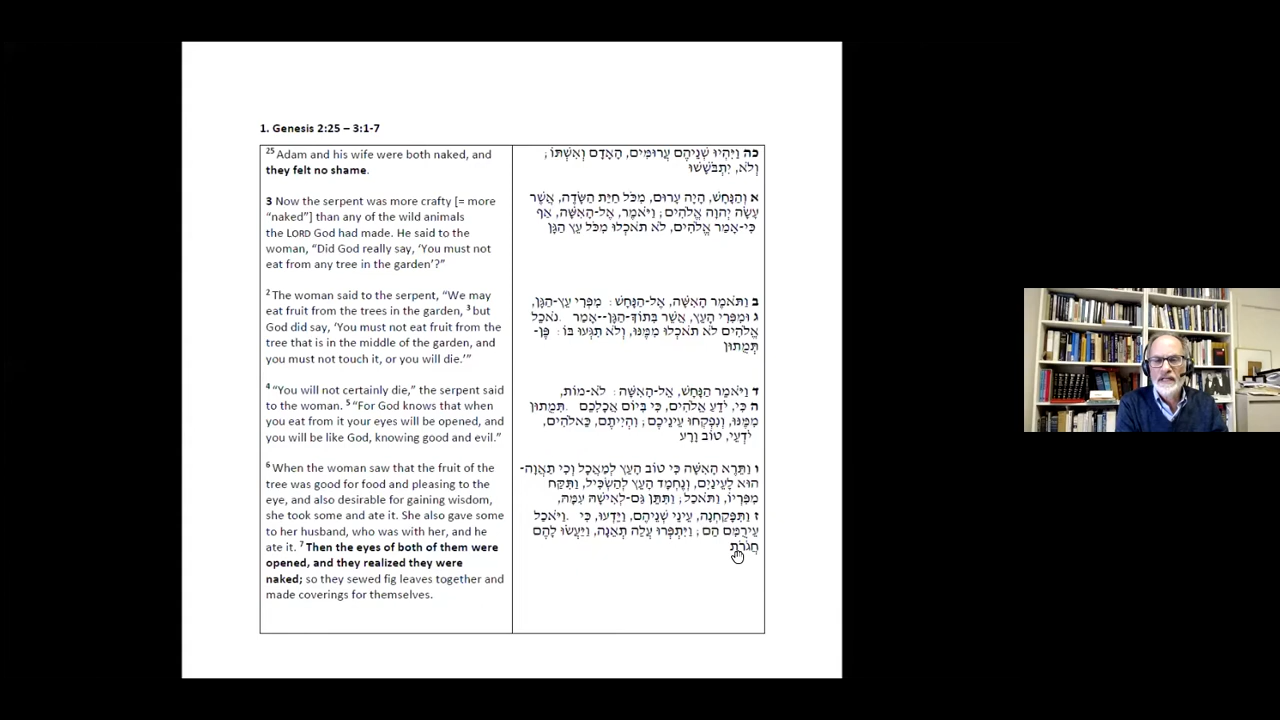 1. Genesis 2:25 – 3:1-7
25 Adam and his wife were both naked, and
they felt no shame.
3 Now the serpent was more crafty [= more
“naked”] than any of the wild animals
the LORD God had made. He said to the
woman, “Did God really say, ‘You must not
eat from any tree in the garden’?”
2 The woman said to the serpent, “We may
eat fruit from the trees in the garden, 3 but
God did say, ‘You must not eat fruit from the
tree that is in the middle of the garden, and
you must not touch it, or you will die.’”
4 “You will not certainly die,” the serpent said
to the woman. 5 “For God knows that when
you eat from it your eyes will be opened, and
you will be like God, knowing good and evil.”
6 When the woman saw that the fruit of the
tree was good for food and pleasing to the
eye, and also desirable for gaining wisdom,
she took some and ate it. She also gave some
to her husband, who was with her, and he
ate it. 7 Then the eyes of both of them were
opened, and they realized they were
naked; so they sewed fig leaves together and
made coverings for themselves.
כה וַיִּהְיוּ שְׁנֵיהֶם עֲרוּמִּים, הָאָדָם וְאִשְׁתּוֹ;
וְלֹא, יִתְבֹּשָׁשׁוּ
א וְהַנָּחָשׁ, הָיָה עָרוּם, מִכֹּל חַיַּת הַשָּׂדֶה, אֲשֶׁר
עָשָׂה יְהוָה אֱלֹהִים; וַיֹּאמֶר, אֶל-הָאִשָּׁה, אַף
כִּי-אָמַר אֱלֹהִים, לֹא תֹאכְלוּ מִכֹּל עֵץ הַגָּן
ב וַתֹּאמֶר הָאִשָּׁה, אֶל-הַנָּחָשׁ: מִפְּרִי עֵץ-הַגָּן,
ג וּמִפְּרִי הָעֵץ, אֲשֶׁר בְּתוֹךְ-הַגָּן--אָמַר .נֹאכֵל
אֱלֹהִים לֹא תֹאכְלוּ מִמֶּנּוּ, וְלֹא תִגְּעוּ בּוֹ: פֶּן-
תְּמֻתוּן
ד וַיֹּאמֶר הַנָּחָשׁ, אֶל-הָאִשָּׁה: לֹא-מוֹת,
ה כִּי, יֹדֵעַ אֱלֹהִים, כִּי בְּיוֹם אֲכָלְכֶם .תְּמֻתוּן
מִמֶּנּוּ, וְנִפְקְחוּ עֵינֵיכֶם; וִהְיִיתֶם, כֵּאלֹהִים,
יֹדְעֵי, טוֹב וָרָע
ו וַתֵּרֶא הָאִשָּׁה כִּי טוֹב הָעֵץ לְמַאֲכָל וְכִי תַאֲוָה-
הוּא לָעֵינַיִם, וְנֶחְמָד הָעֵץ לְהַשְׂכִּיל, וַתִּקַּח
מִפִּרְיוֹ, וַתֹּאכַל; וַתִּתֵּן גַּם-לְאִישָׁהּ עִמָּהּ,
ז וַתִּפָּקַחְנָה, עֵינֵי שְׁנֵיהֶם, וַיֵּדְעוּ, כִּי .וַיֹּאכַל
עֵירֻמִּם הֵם; וַיִּתְפְּרוּ עֲלֵה תְאֵנָה, וַיַּעֲשׂוּ לָהֶם
חֲגֹרֹת